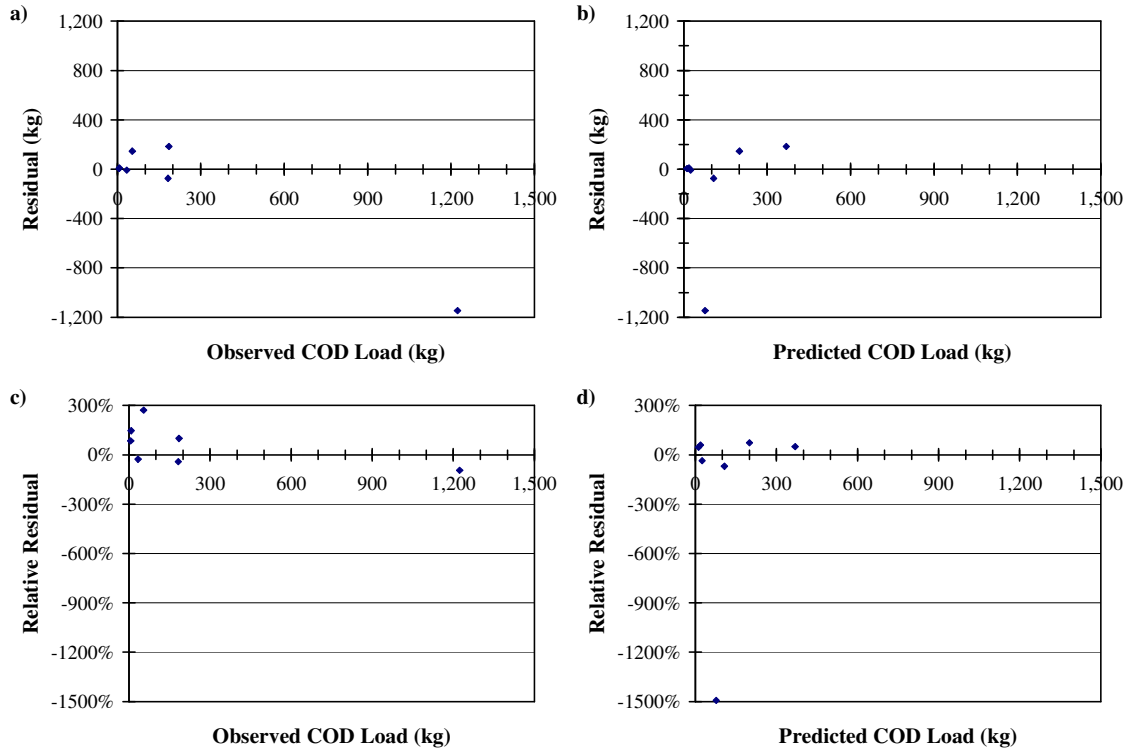 a)
1,200
800
400
0
-400
-800
-1,200
Residual (kg)
0 300 600 900 1,200 1,500
Observed COD Load (kg)
b)
1,200
800
400
0
-400
-800
-1,200
Residual (kg)
0 300 600 900 1,200 1,500
Predicted COD Load (kg)
c)
300%
0%
-300%
-600%
-900%
-1200%
-1500%
Relative Residual
0 300 600 900 1,200 1,500
Observed COD Load (kg)
d)
300%
0%
-300%
-600%
-900%
-1200%
-1500%
Relative Residual
0 300 600 900 1,200 1,500
Predicted COD Load (kg)